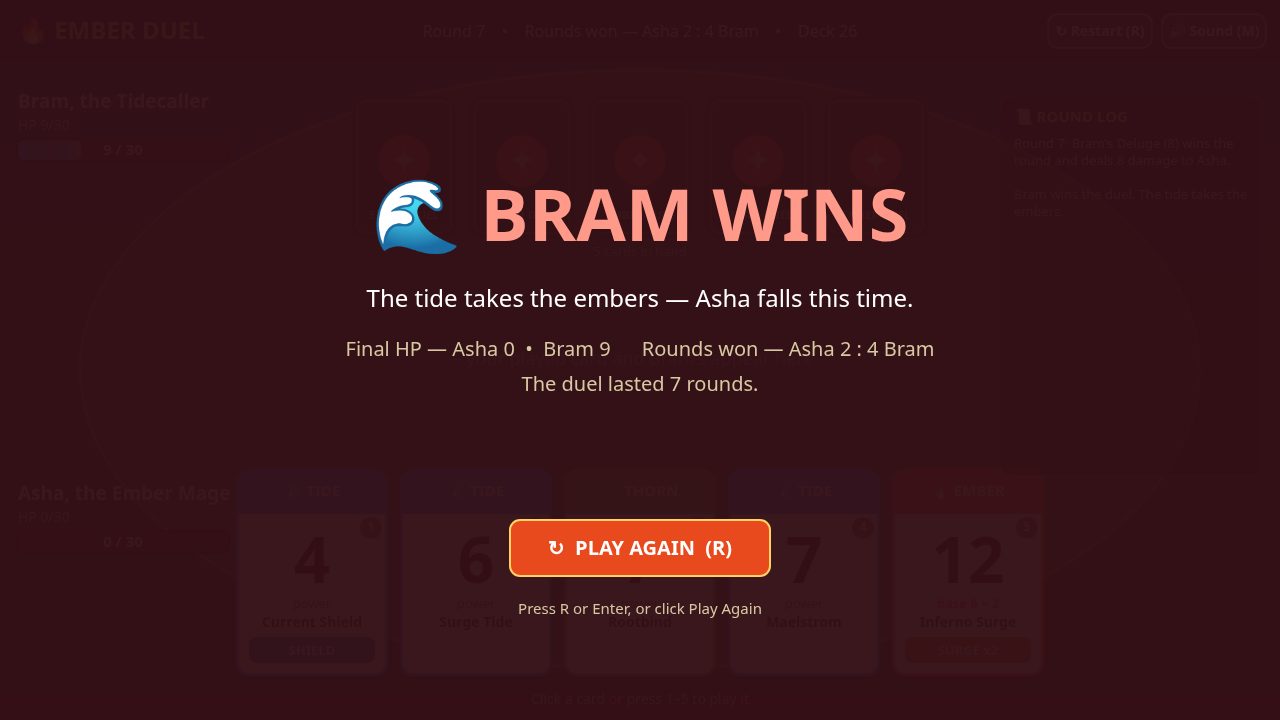 🔥 EMBER DUEL
Round 7 • Rounds won — Asha 2 : 4 Bram • Deck 26
↻ Restart (R)
Sound (M)
Bram, the Tidecaller
HP 9/30
9 / 30
ROUND LOG
Round 7: Bram's Deluge (8) wins the
round and deals 8 damage to Asha.
Bram wins the duel. The tide takes the
embers.
🌊 BRAM WINS
The tide takes the embers — Asha falls this time.
Final HP — Asha 0 • Bram 9 Rounds won — Asha 2 : 4 Bram
The duel lasted 7 rounds.
Asha, the Ember Mage
HP 0/30
0 / 30
TIDE
4
power
Current Shield
SHIELD
TIDE
6
power
Surge Tide
THORN
Rootbind
TIDE
4
7
power
Maelstrom
EMBER
5
12
Base 6 × 2
Inferno Surge
SURGE x2
↻ PLAY AGAIN (R)
Press R or Enter, or click Play Again
Click a card or press 1–5 to play it.